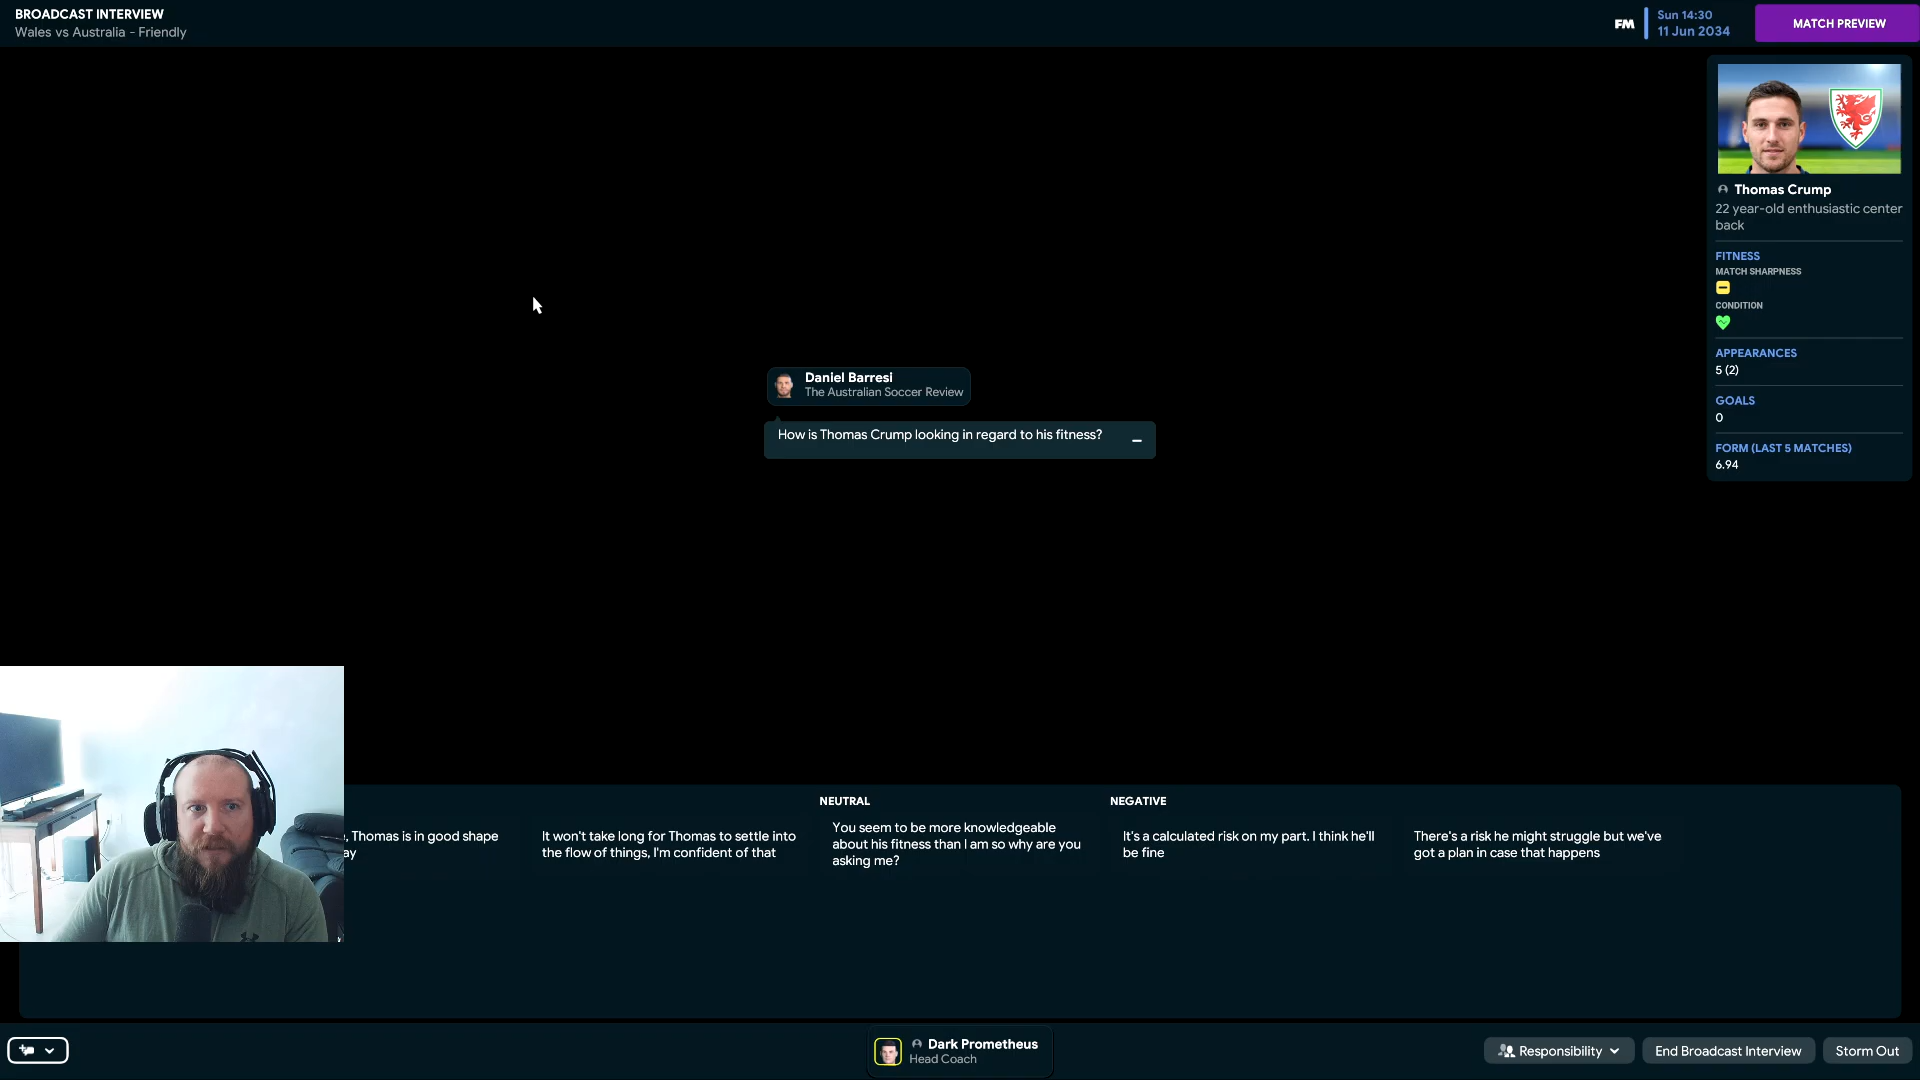 BROADCAST INTERVIEW
Wales vs Australia - Friendly
FM
Sun 14:30
11 Jun 2034
MATCH PREVIEW
Thomas Crump
22 year-old enthusiastic center
back
FITNESS
MATCH SHARPNESS
CONDITION
APPEARANCES
5 (2)
GOALS
0
FORM (LAST 5 MATCHES)
6.94
Daniel Barresi
The Australian Soccer Review
How is Thomas Crump looking in regard to his fitness?
NEUTRAL
NEGATIVE
, Thomas is in good shape
ay
It won't take long for Thomas to settle into
the flow of things, I'm confident of that
You seem to be more knowledgeable
about his fitness than I am so why are you
asking me?
It's a calculated risk on my part. I think he'll
be fine
There's a risk he might struggle but we've
got a plan in case that happens
Dark Prometheus
Head Coach
Responsibility
End Broadcast Interview
Storm Out